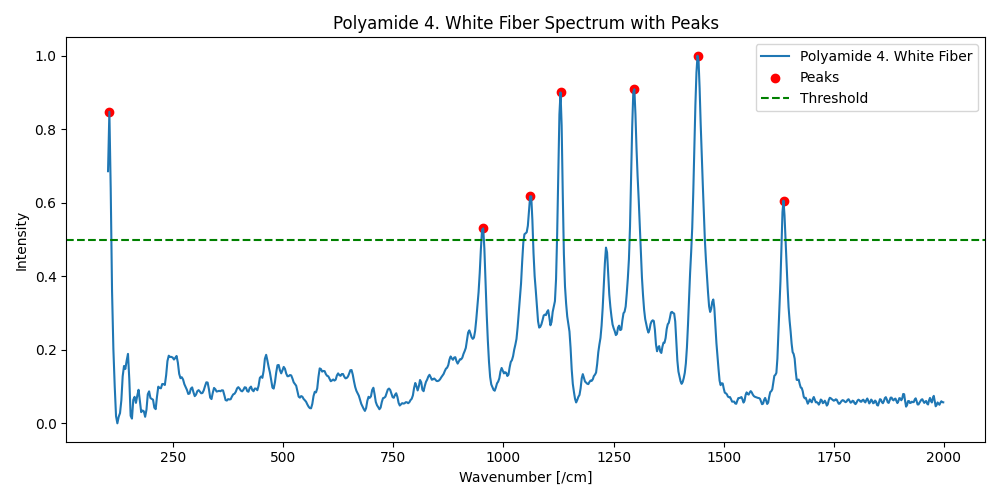 Polyamide 4. White Fiber Spectrum with Peaks
Polyamide 4. White Fiber
Peaks
Threshold
Intensity
1.0
0.8
0.6
0.4
0.2
0.0
250 500 750 1000 1250 1500 1750 2000
Wavenumber [/cm]